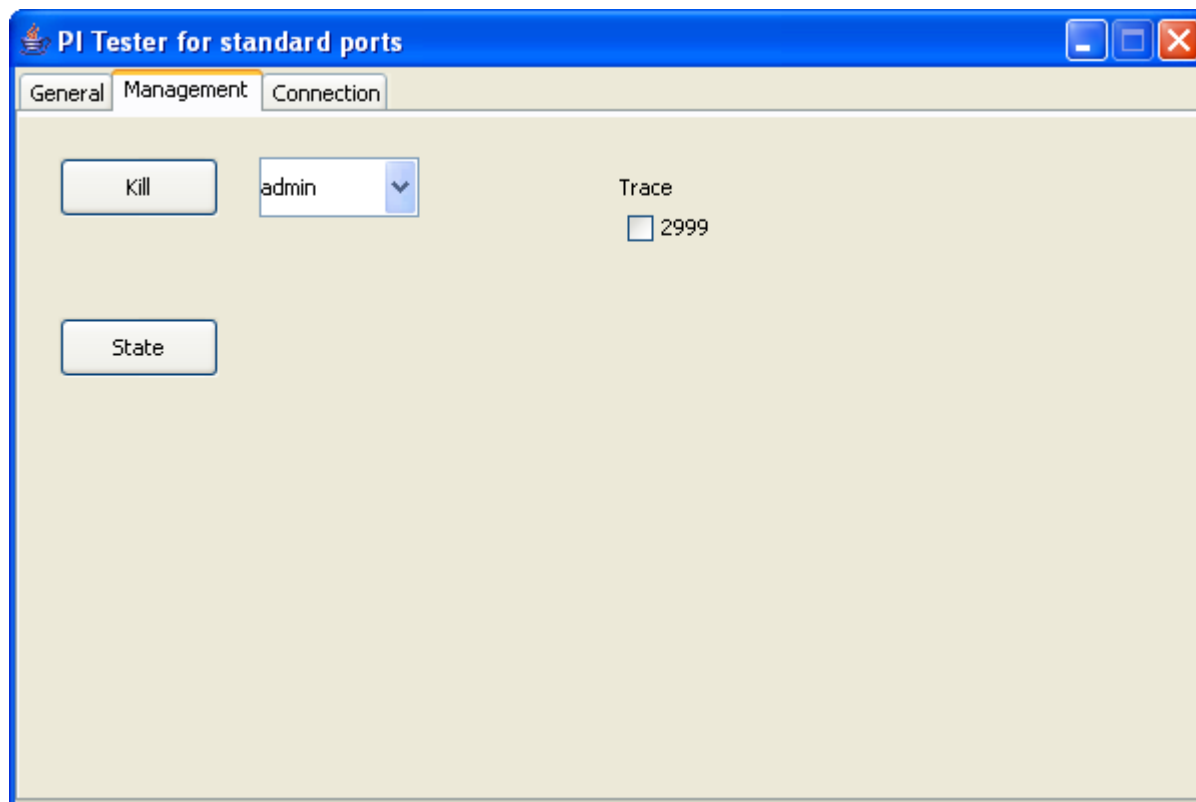 PI Tester for standard ports
General Management Connection
Kill admin Trace
2999
State